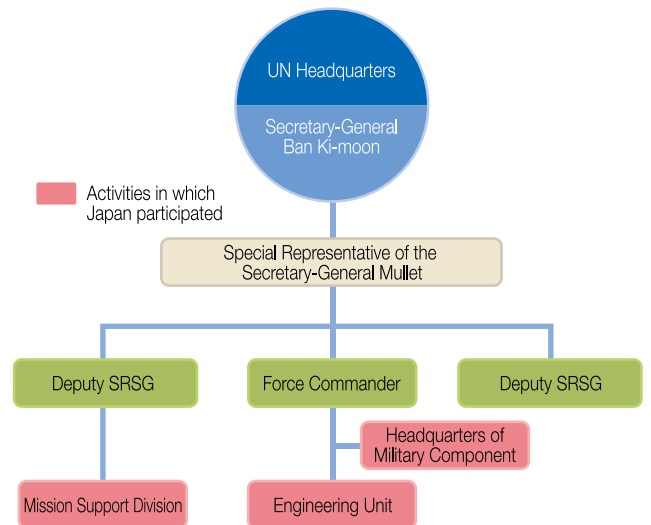 UN Headquarters
Secretary-General
Ban Ki-moon
Activities in which
Japan participated
Special Representative of the
Secretary-General Mullet
Deputy SRSG
Force Commander
Deputy SRSG
Headquarters of
Military Component
Mission Support Division
Engineering Unit